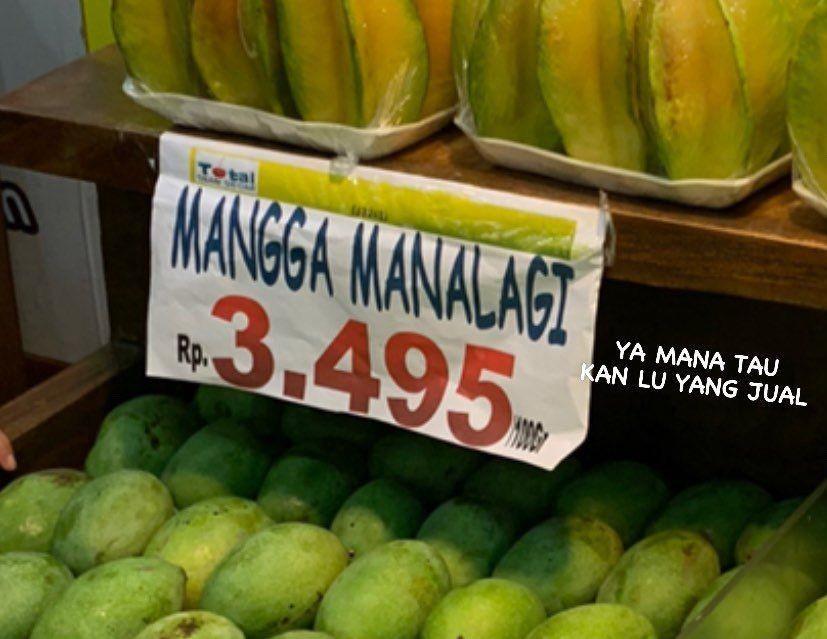 Total
MANGGA MANALAGI
Rp. 3.495 /100Gr
YA MANA TAU
KAN LU YANG JUAL